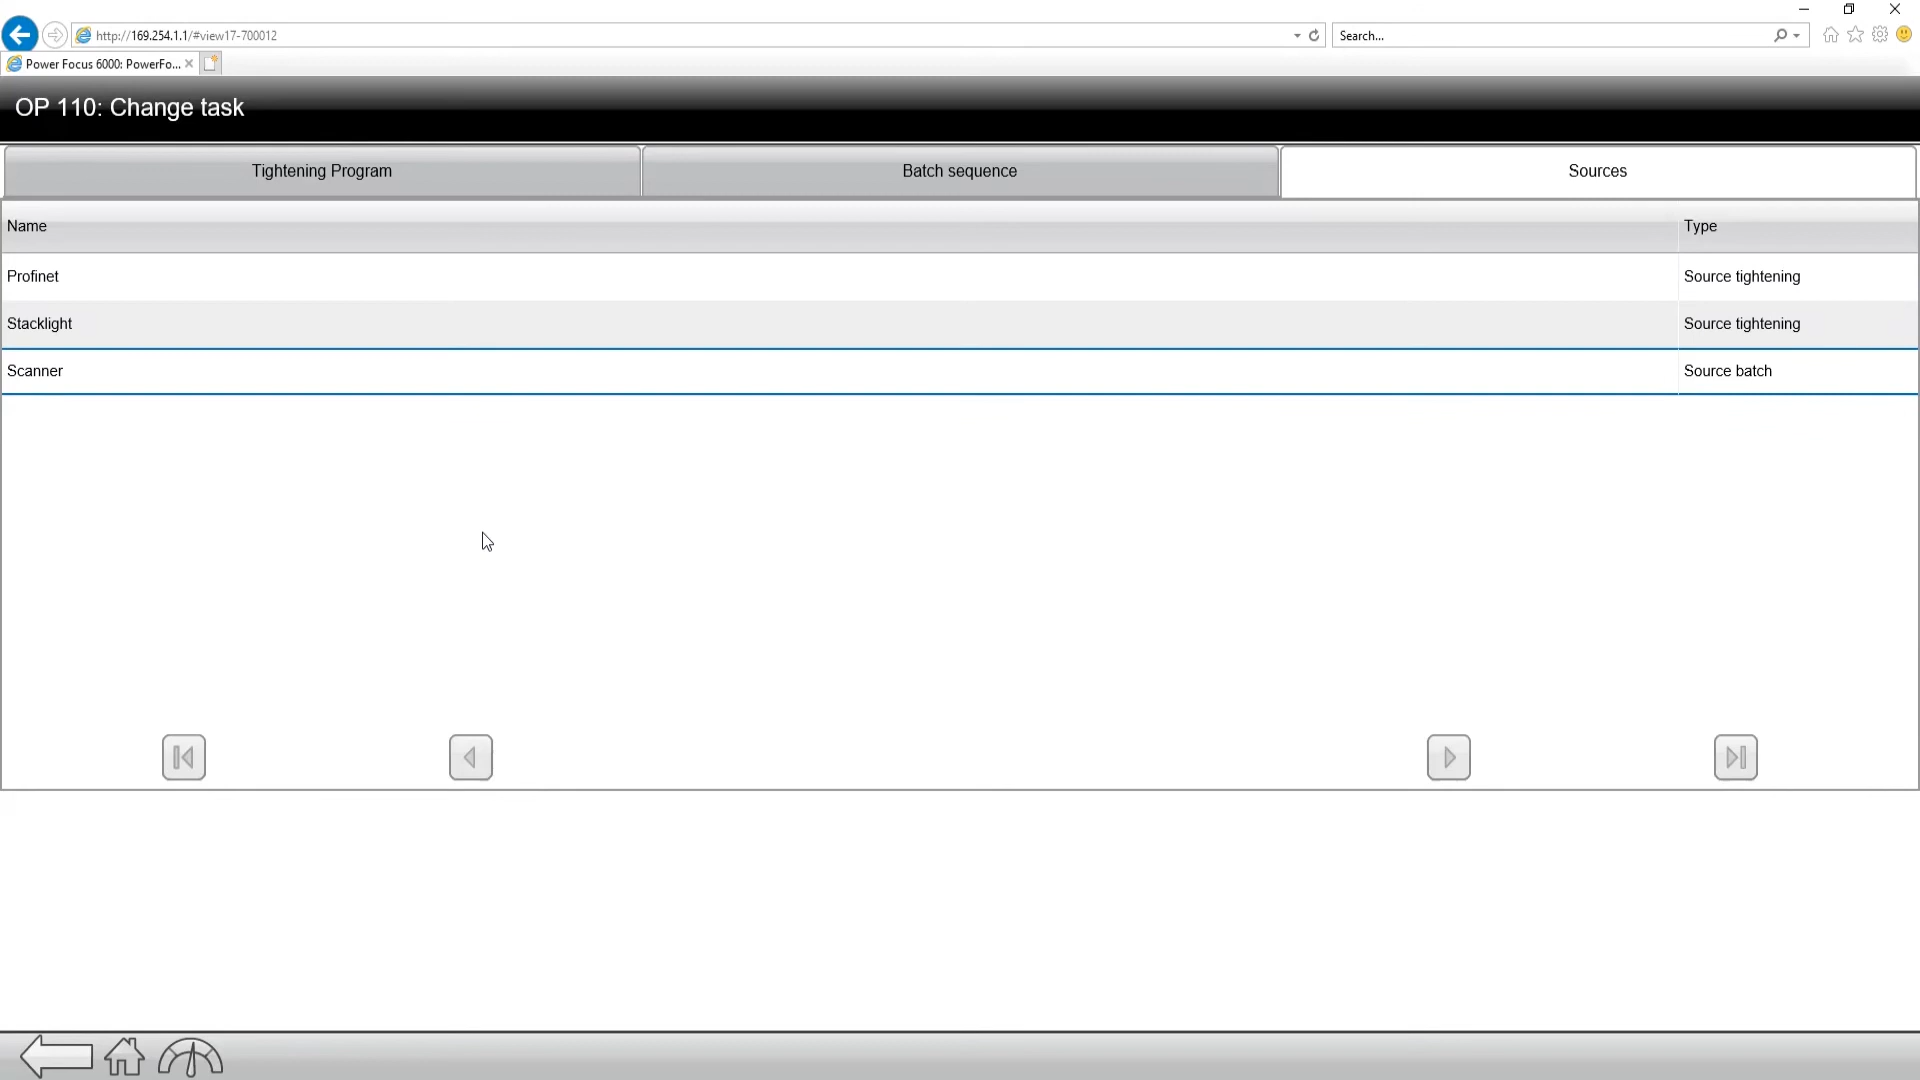 http://169.254.1.1/#view17-700012
Search...
Power Focus 6000: PowerFo...
OP 110: Change task
Tightening Program
Batch sequence
Sources
Name
Type
Profinet
Source tightening
Stacklight
Source tightening
Scanner
Source batch